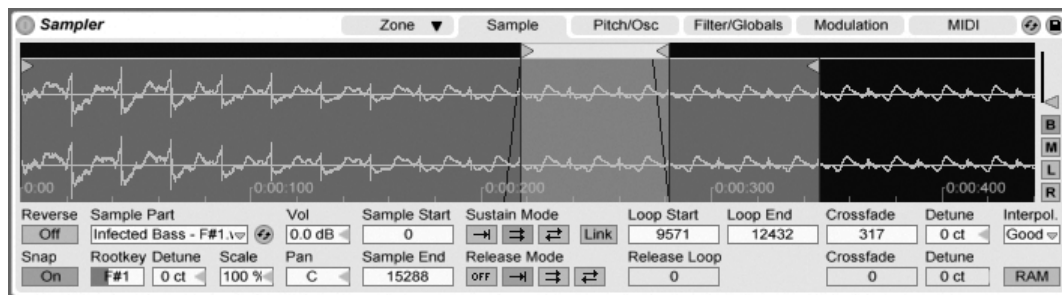 Sampler Zone Sample Pitch/Osc Filter/Globals Modulation MIDI
B
M
L
R
0:00 0:00:100 0:00:200 0:00:300 0:00:400
Reverse Sample Part Vol Sample Start Sustain Mode Loop Start Loop End Crossfade Detune Interpol.
Off Infected Bass - F#1.w 0.0 dB 0 Link 9571 12432 317 0 ct Good
Snap Rootkey Detune Scale Pan Sample End Release Mode Release Loop Crossfade Detune
On F#1 0 ct 100 % C 15288 OFF 0 0 0 ct RAM